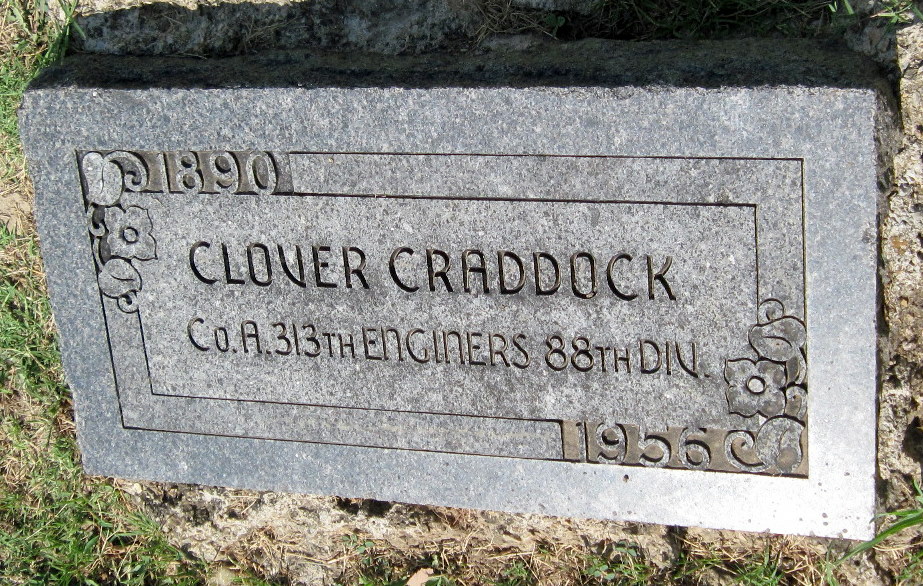 1890
CLOVER CRADDOCK
CO. A. 313TH ENGINERS 88TH DIV.
1956